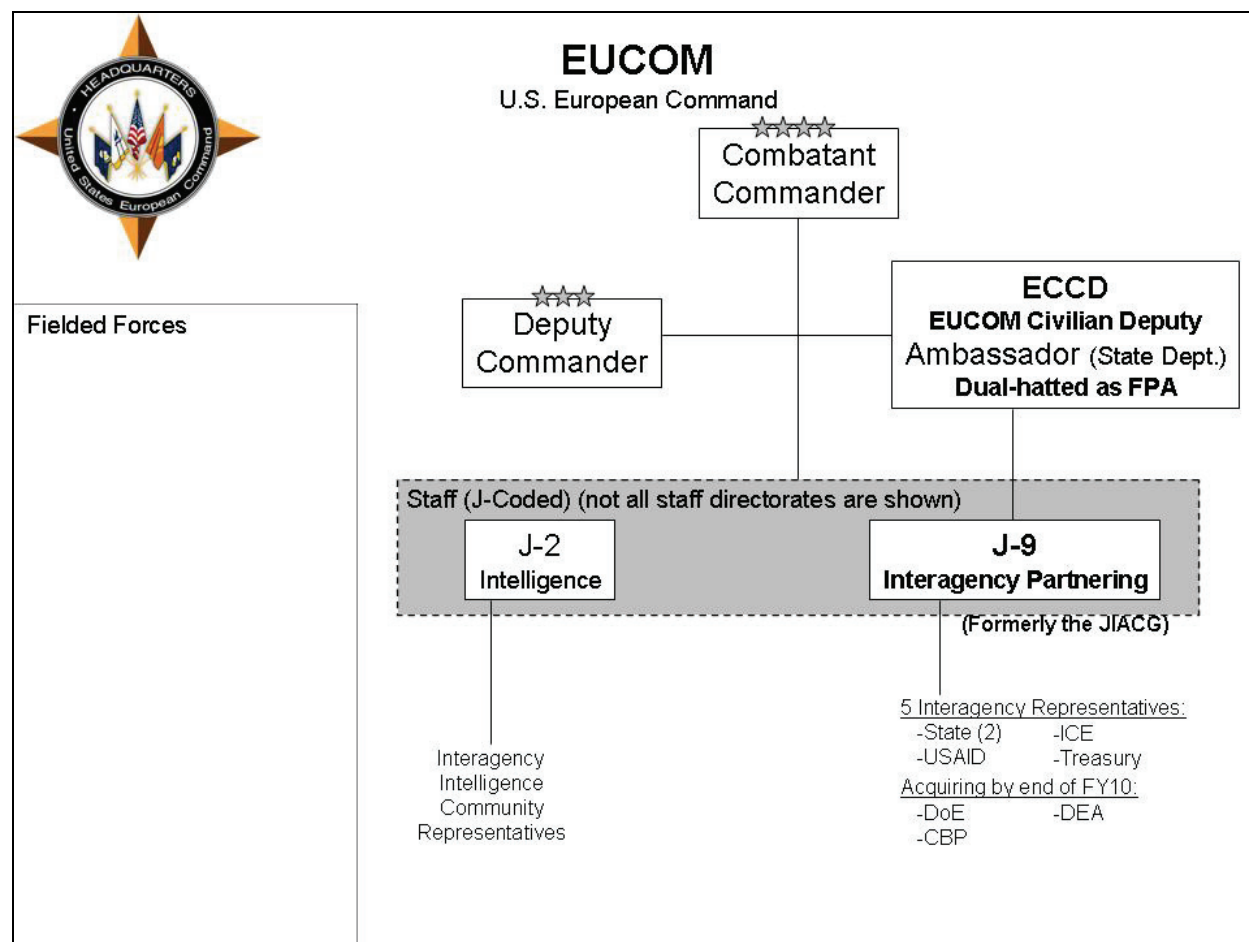 HEADQUARTERS
United States European Command
EUCOM
U.S. European Command
Combatant
Commander
Fielded Forces
Deputy
Commander
ECCD
EUCOM Civilian Deputy
Ambassador (State Dept.)
Dual-hatted as FPA
Staff (J-Coded) (not all staff directorates are shown)
J-2
Intelligence
J-9
Interagency Partnering
(Formerly the JIACG)
Interagency
Intelligence
Community
Representatives
5 Interagency Representatives:
-State (2) -ICE
-USAID -Treasury
Acquiring by end of FY10:
-DoE -DEA
-CBP